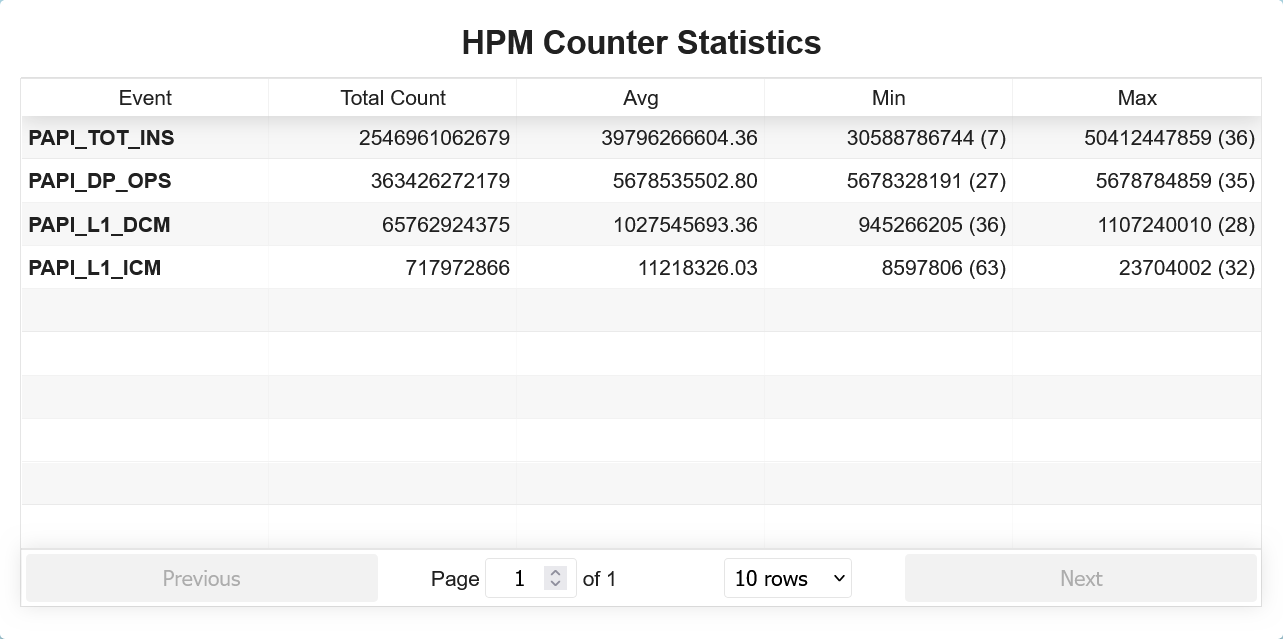 HPM Counter Statistics
Event Total Count Avg Min Max
PAPI_TOT_INS 2546961062679 39796266604.36 30588786744 (7) 50412447859 (36)
PAPI_DP_OPS 363426272179 5678535502.80 5678328191 (27) 5678784859 (35)
PAPI_L1_DCM 65762924375 1027545693.36 945266205 (36) 1107240010 (28)
PAPI_L1_ICM 717972866 11218326.03 8597806 (63) 23704002 (32)
Previous Page 1 of 1 10 rows Next